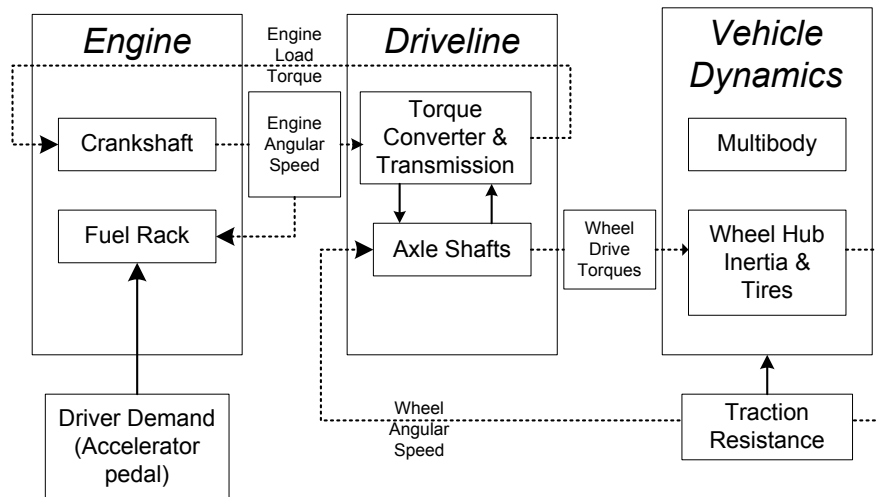 Engine
Engine
Load
Torque
Driveline
Vehicle
Dynamics
Crankshaft
Engine
Angular
Speed
Torque
Converter &
Transmission
Multibody
Fuel Rack
Axle Shafts
Wheel
Drive
Torques
Wheel Hub
Inertia &
Tires
Driver Demand
(Accelerator
pedal)
Wheel
Angular
Speed
Traction
Resistance